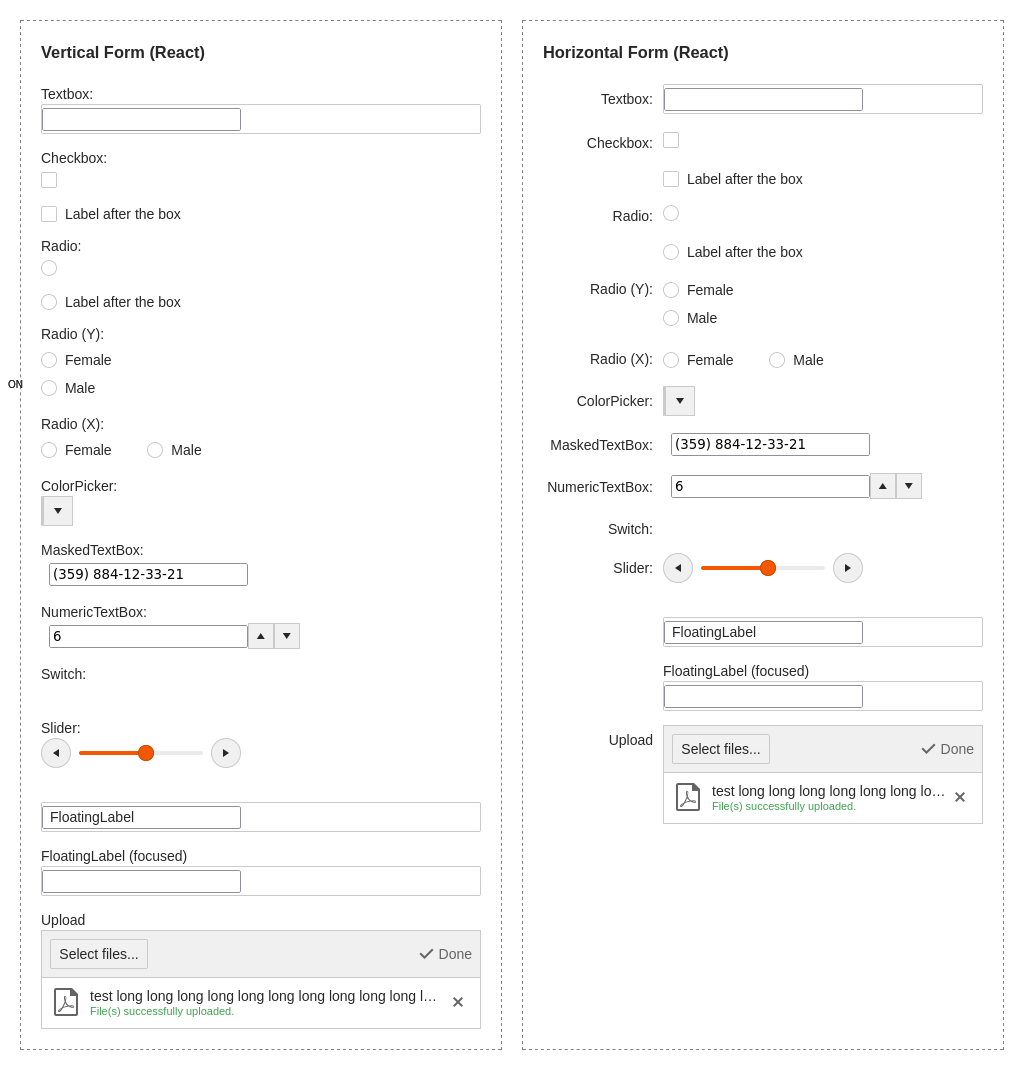 Vertical Form (React)
Textbox:
Checkbox:
Label after the box
Radio:
Label after the box
Radio (Y):
Female
ON
Male
Radio (X):
Female Male
ColorPicker:
MaskedTextBox:
(359) 884-12-33-21
NumericTextBox:
6
Switch:
Slider:
FloatingLabel
FloatingLabel (focused)
Upload
Select files... Done
test long long long long long long long long long long l…
File(s) successfully uploaded.
Horizontal Form (React)
Textbox:
Checkbox:
Label after the box
Radio:
Label after the box
Radio (Y): Female
Male
Radio (X): Female Male
ColorPicker:
MaskedTextBox: (359) 884-12-33-21
NumericTextBox: 6
Switch:
Slider:
FloatingLabel
FloatingLabel (focused)
Upload Select files... Done
test long long long long long long lo…
File(s) successfully uploaded.